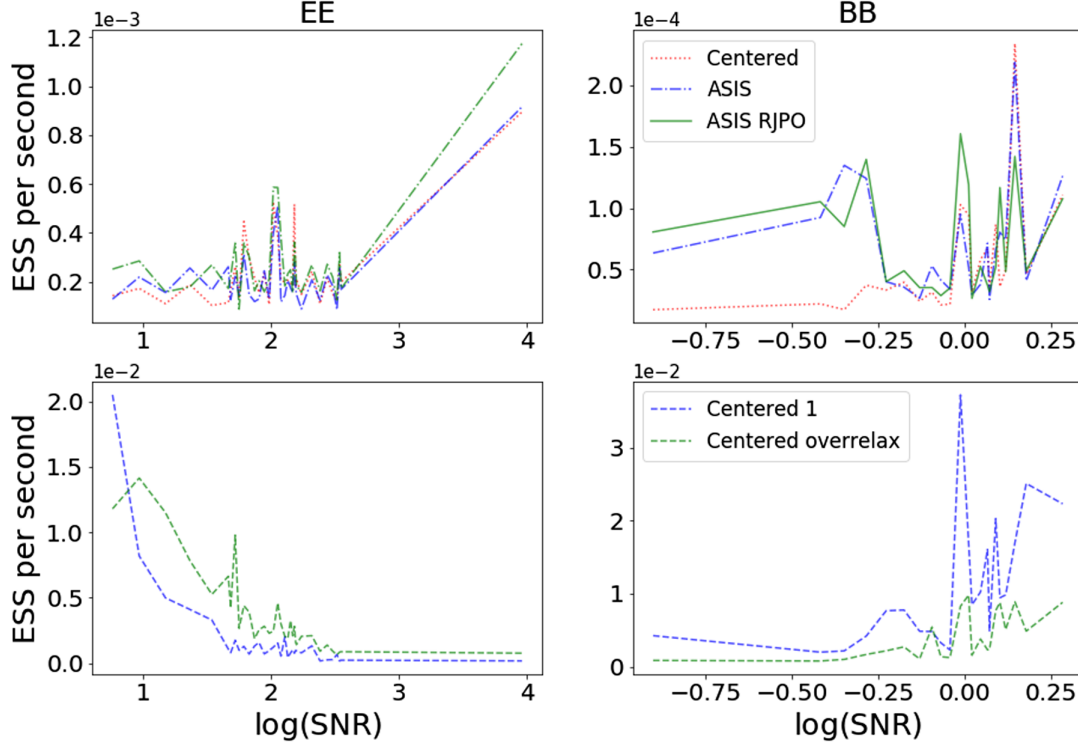 EE
BB
1e−3
1e−4
ESS per second
1.2
1.0
0.8
0.6
0.4
0.2
1
2
3
4
2.0
1.5
1.0
0.5
Centered
ASIS
ASIS RJPO
−0.75
−0.50
−0.25
0.00
0.25
1e−2
1e−2
ESS per second
2.0
1.5
1.0
0.5
0.0
1
2
3
4
log(SNR)
3
2
1
0
Centered 1
Centered overrelax
−0.75
−0.50
−0.25
0.00
0.25
log(SNR)